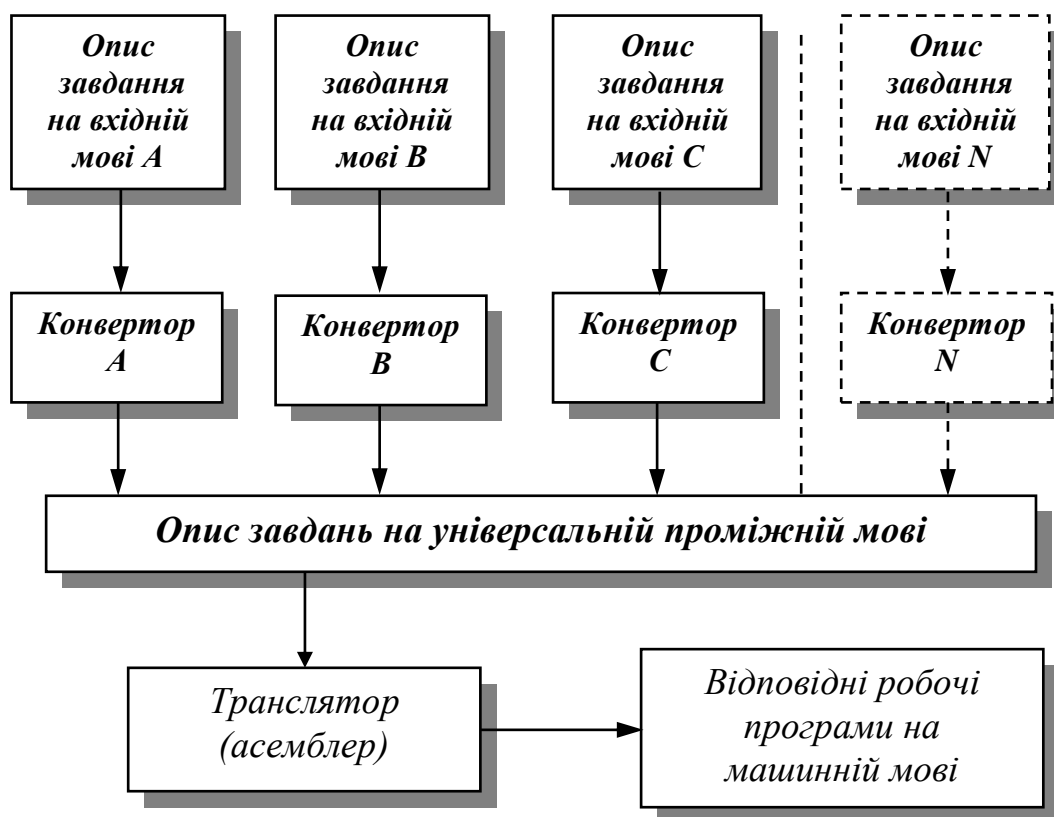 Опис
завдання
на вхідній
мові А
Опис
завдання
на вхідній
мові В
Опис
завдання
на вхідній
мові С
Опис
завдання
на вхідній
мові N
Конвертор
А
Конвертор
В
Конвертор
С
Конвертор
N
Опис завдань на універсальній проміжній мові
Транслятор
(асемблер)
Відповідні робочі
програми на
машинній мові